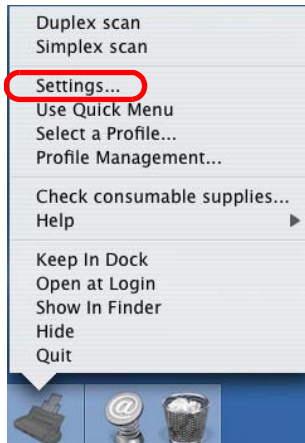 Duplex scan
Simplex scan
Settings...
Use Quick Menu
Select a Profile...
Profile Management...
Check consumable supplies...
Help
Keep In Dock
Open at Login
Show In Finder
Hide
Quit
@